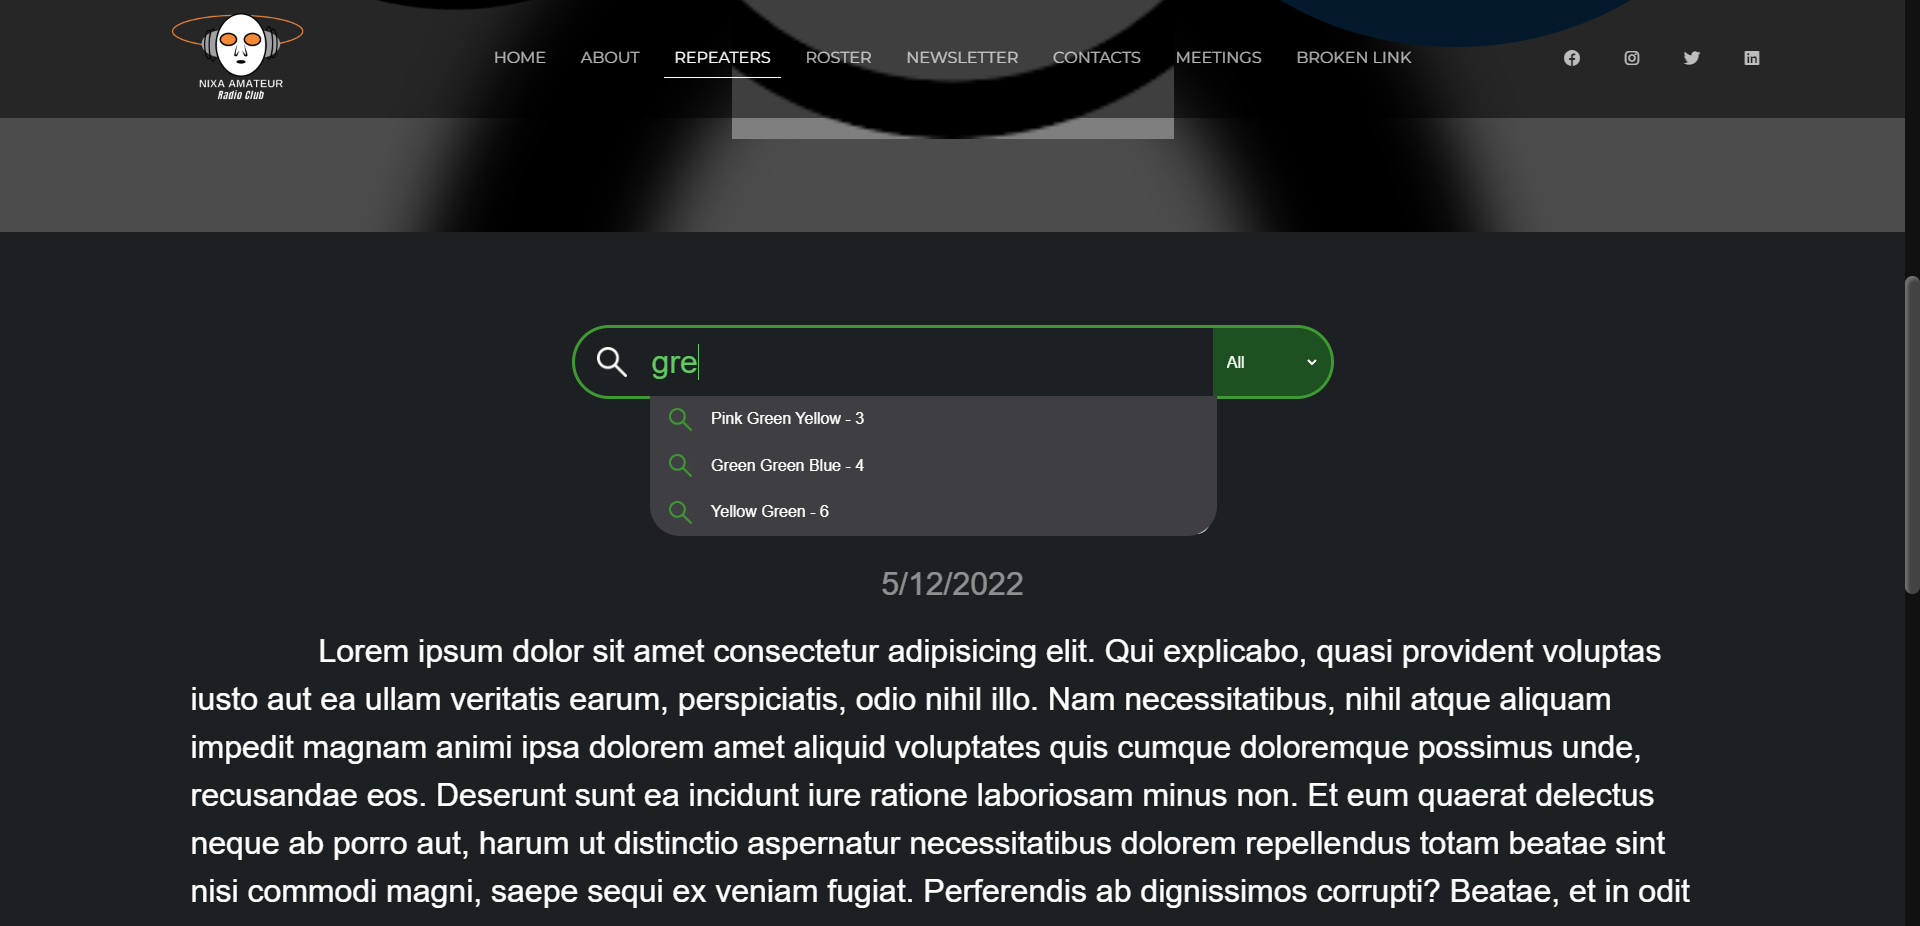 NIXA AMATEUR
Radio Club
HOME ABOUT REPEATERS ROSTER NEWSLETTER CONTACTS MEETINGS BROKEN LINK
gre
All
Pink Green Yellow - 3
Green Green Blue - 4
Yellow Green - 6
5/12/2022
Lorem ipsum dolor sit amet consectetur adipisicing elit. Qui explicabo, quasi provident voluptas
iusto aut ea ullam veritatis earum, perspiciatis, odio nihil illo. Nam necessitatibus, nihil atque aliquam
impedit magnam animi ipsa dolorem amet aliquid voluptates quis cumque doloremque possimus unde,
recusandae eos. Deserunt sunt ea incidunt iure ratione laboriosam minus non. Et eum quaerat delectus
neque ab porro aut, harum ut distinctio aspernatur necessitatibus dolorem repellendus totam beatae sint
nisi commodi magni, saepe sequi ex veniam fugiat. Perferendis ab dignissimos corrupti? Beatae, et in odit